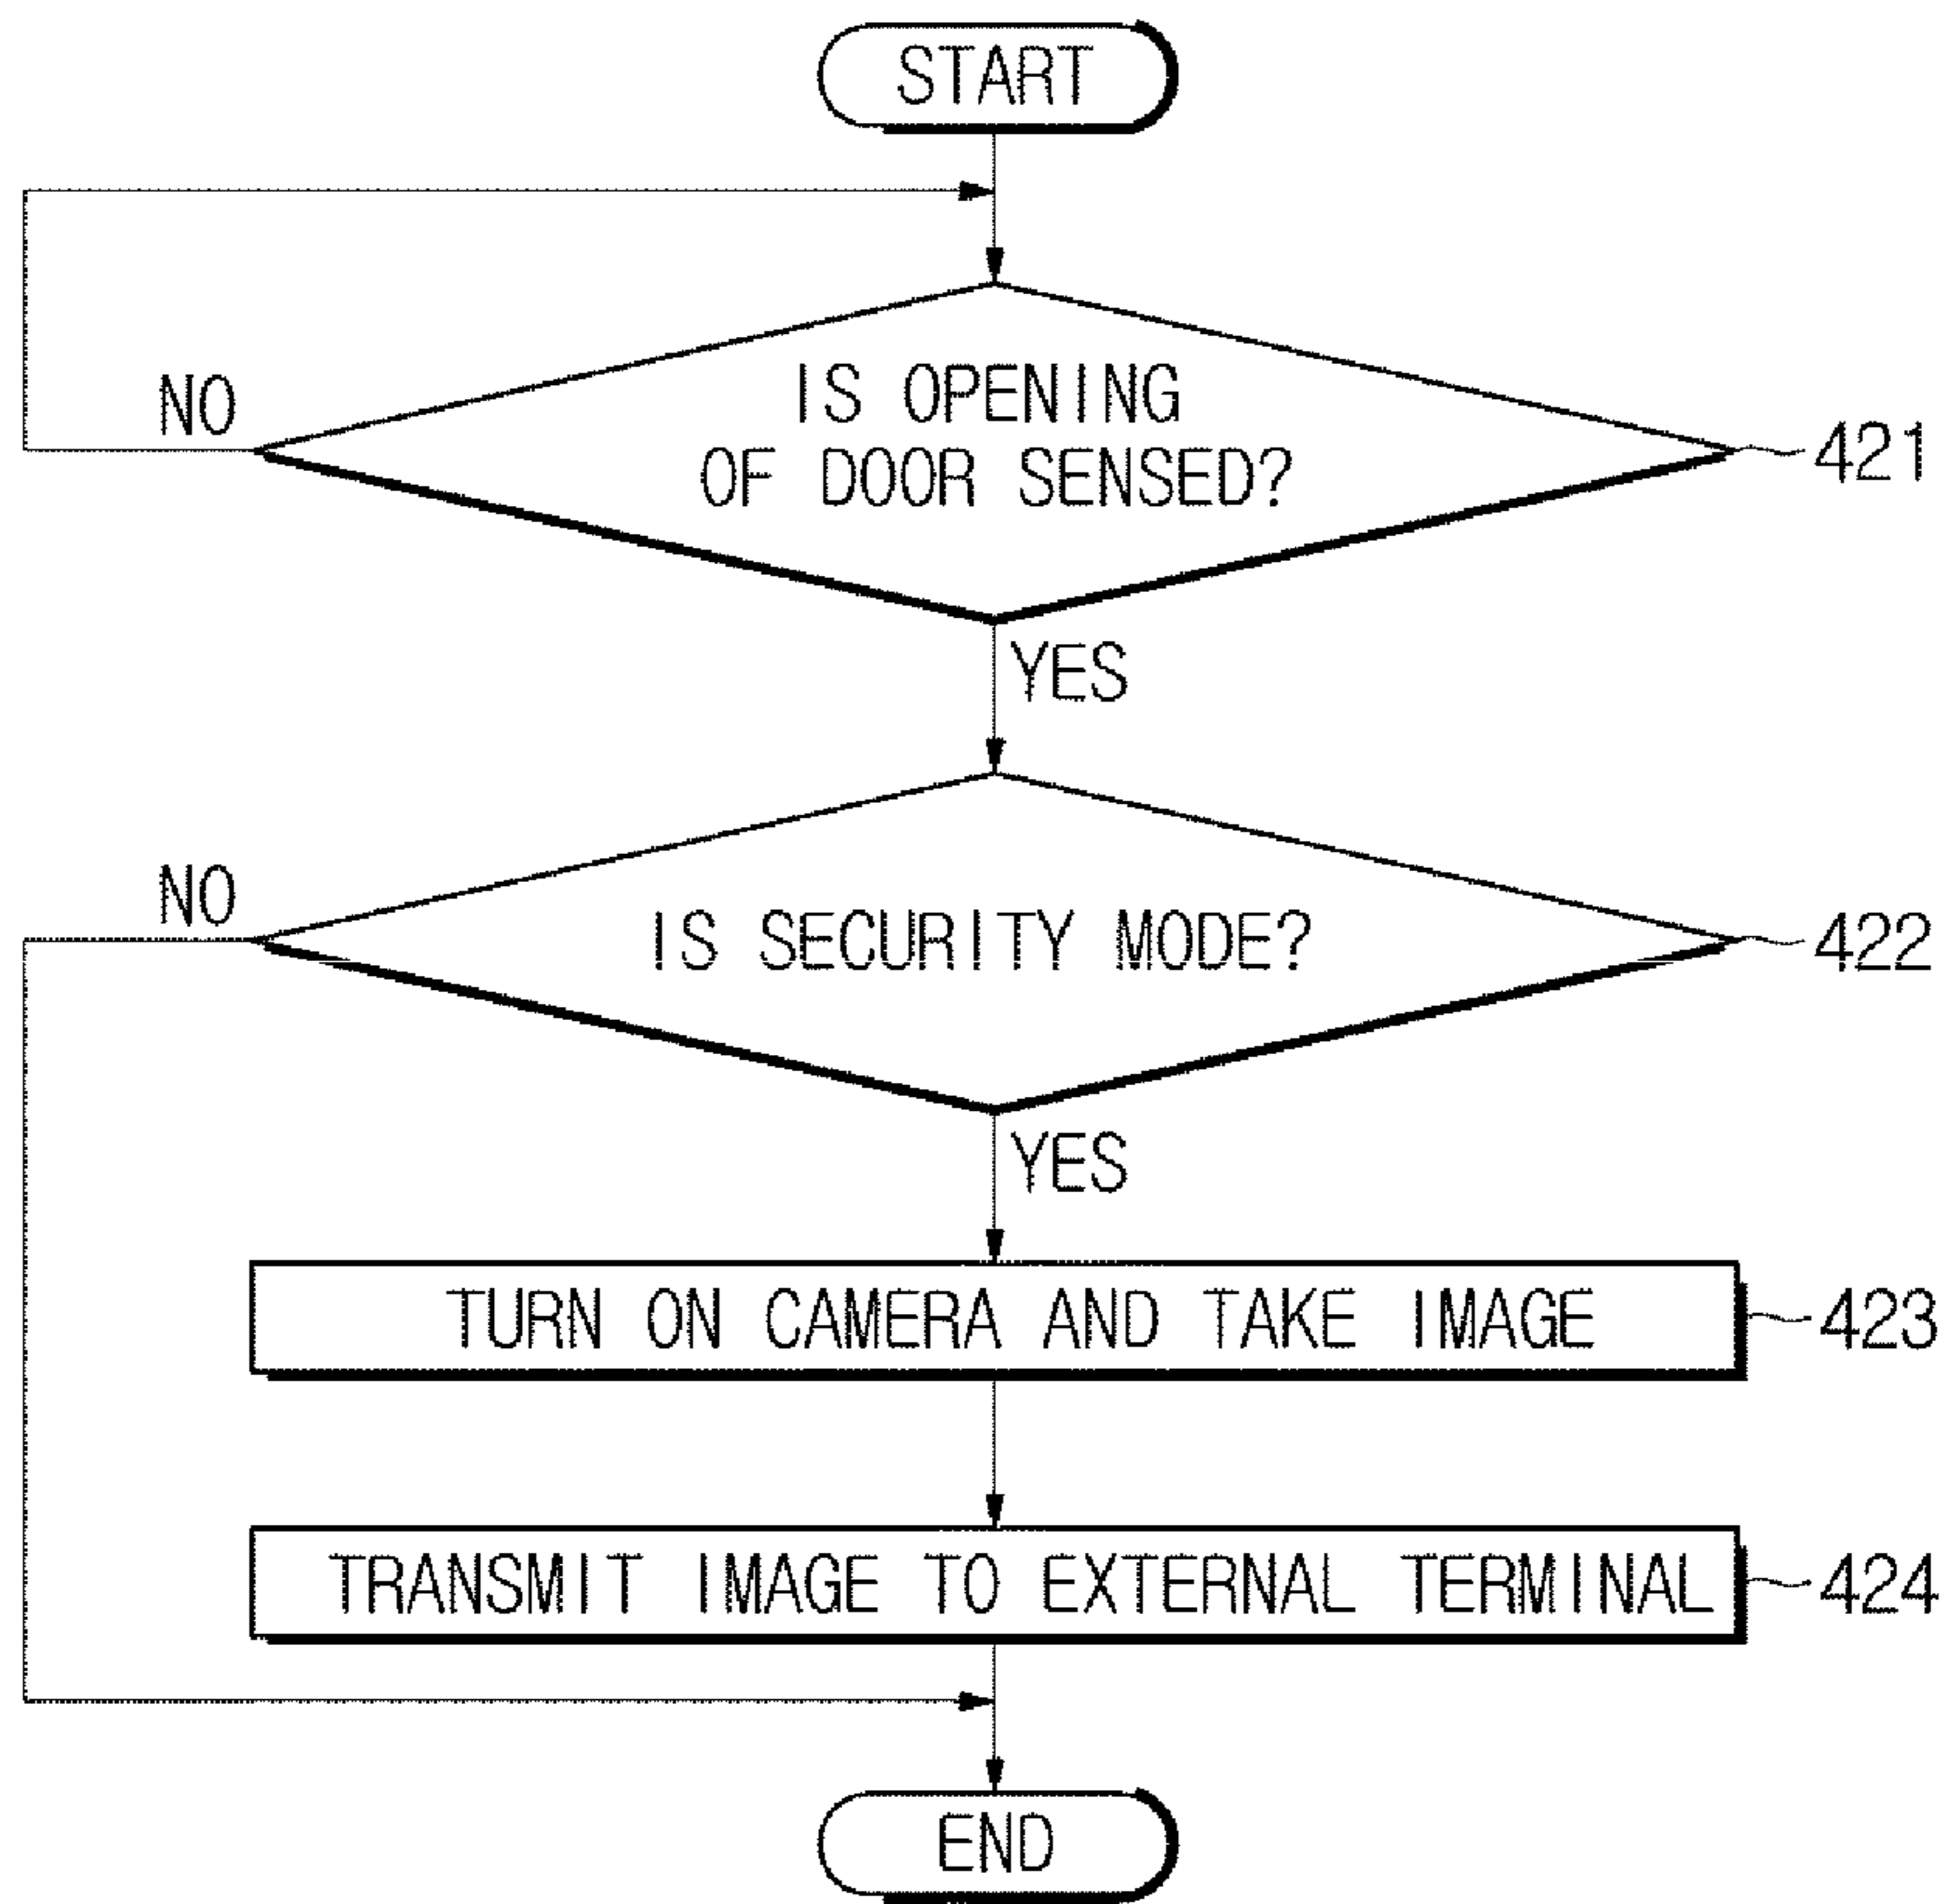 START
NO
IS OPENING
OF DOOR SENSED?
421
YES
NO
IS SECURITY MODE?
422
YES
TURN ON CAMERA AND TAKE IMAGE
423
TRANSMIT IMAGE TO EXTERNAL TERMINAL
424
END